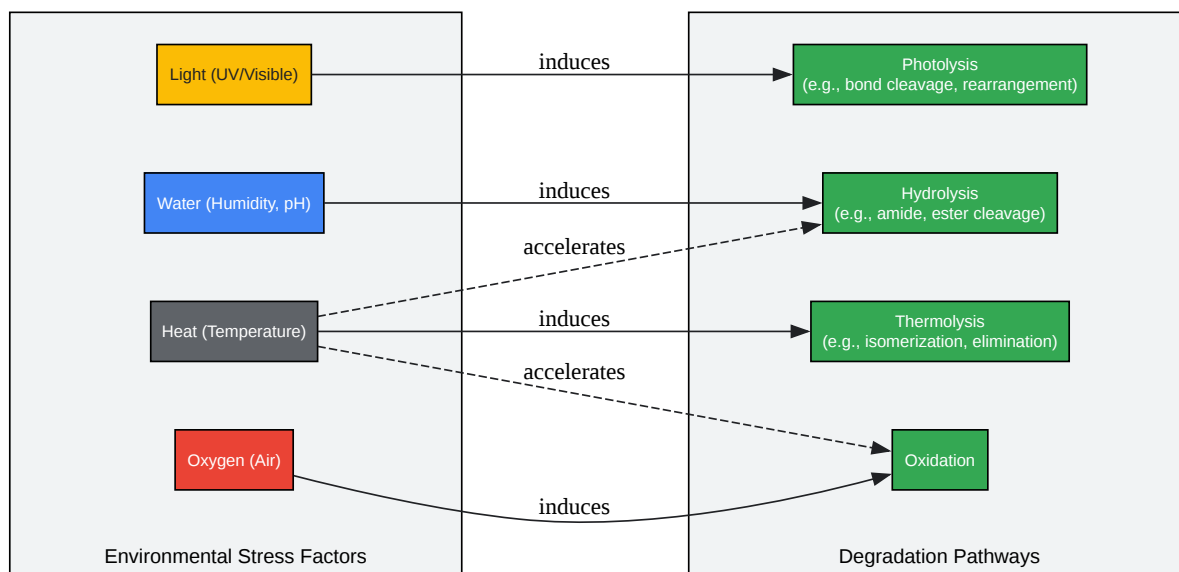 Light (UV/Visible)
induces
Photolysis
(e.g., bond cleavage, rearrangement)
Water (Humidity, pH)
induces
Hydrolysis
(e.g., amide, ester cleavage)
accelerates
Heat (Temperature)
induces
Thermolysis
(e.g., isomerization, elimination)
accelerates
Oxygen (Air)
Oxidation
induces
Environmental Stress Factors
Degradation Pathways